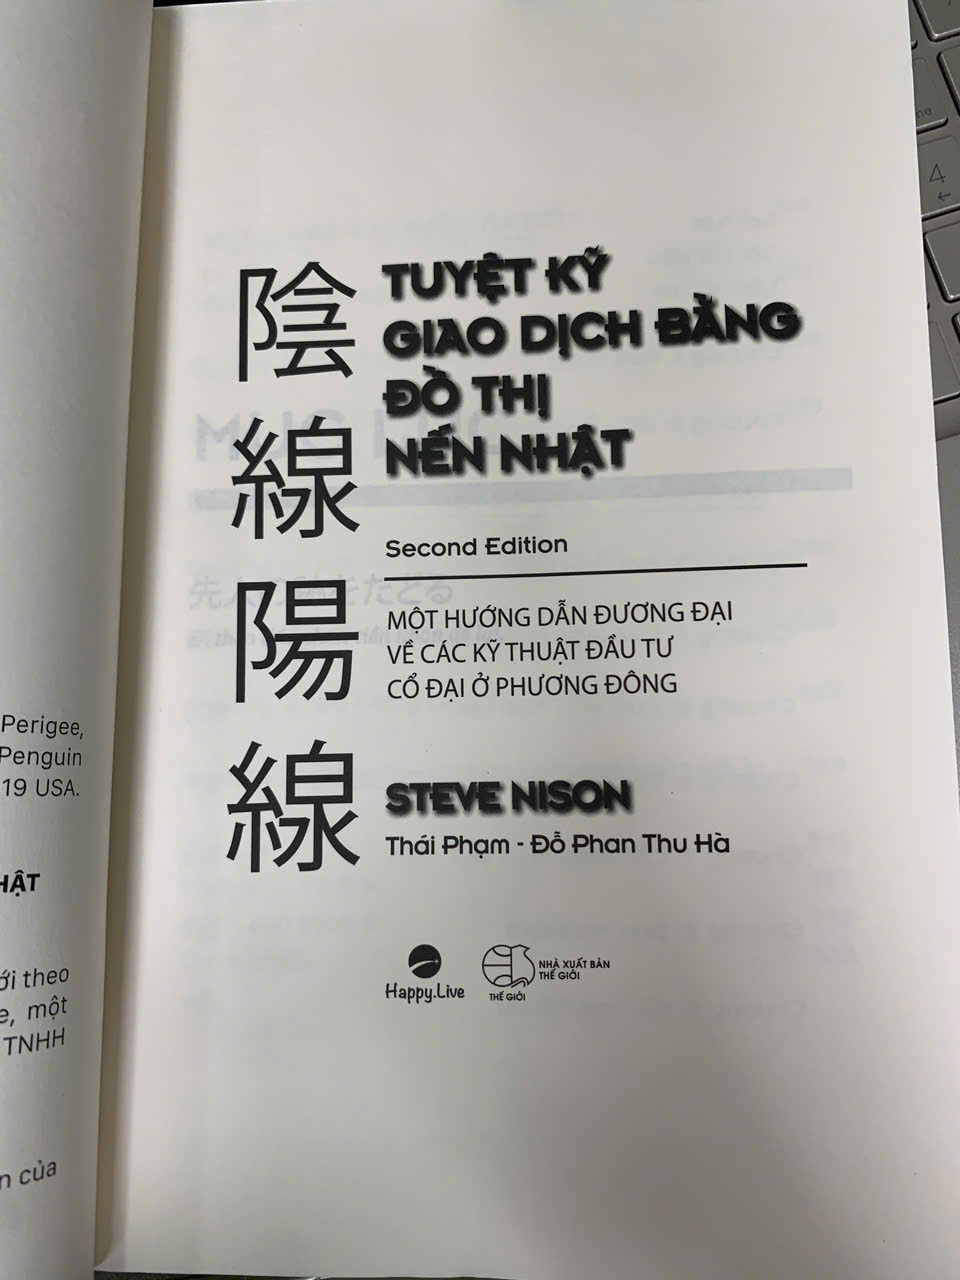 陰
線
陽
線
TUYỆT KỸ
GIAO DỊCH BẰNG
ĐỒ THỊ
NẾN NHẬT
Second Edition
MỘT HƯỚNG DẪN ĐƯƠNG ĐẠI
VỀ CÁC KỸ THUẬT ĐẦU TƯ
CỔ ĐẠI Ở PHƯƠNG ĐÔNG
STEVE NISON
Thái Phạm - Đỗ Phan Thu Hà
Happy.Live
NHÀ XUẤT BẢN
THẾ GIỚI
THẾ GIỚI
Perigee,
Penguin
19 USA.
HẬT
ới theo
e, một
TNHH
n của
4